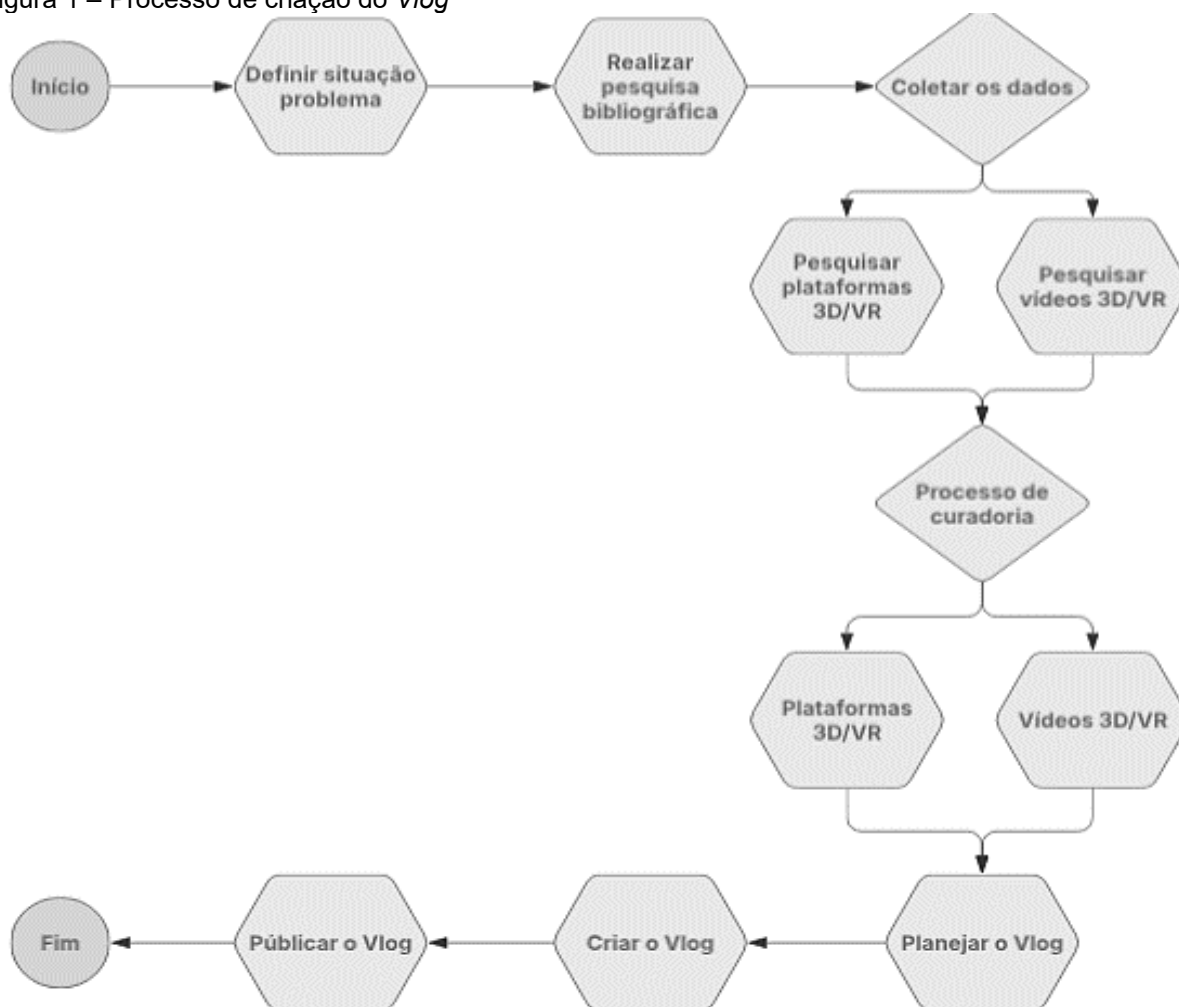 igura 1 – Processo de criação do Vlog
Início
Definir situação
problema
Realizar
pesquisa
bibliográfica
Coletar os dados
Pesquisar
plataformas
3D/VR
Pesquisar
vídeos 3D/VR
Processo de
curadoria
Plataformas
3D/VR
Vídeos 3D/VR
Fim
Públicar o Vlog
Criar o Vlog
Planejar o Vlog